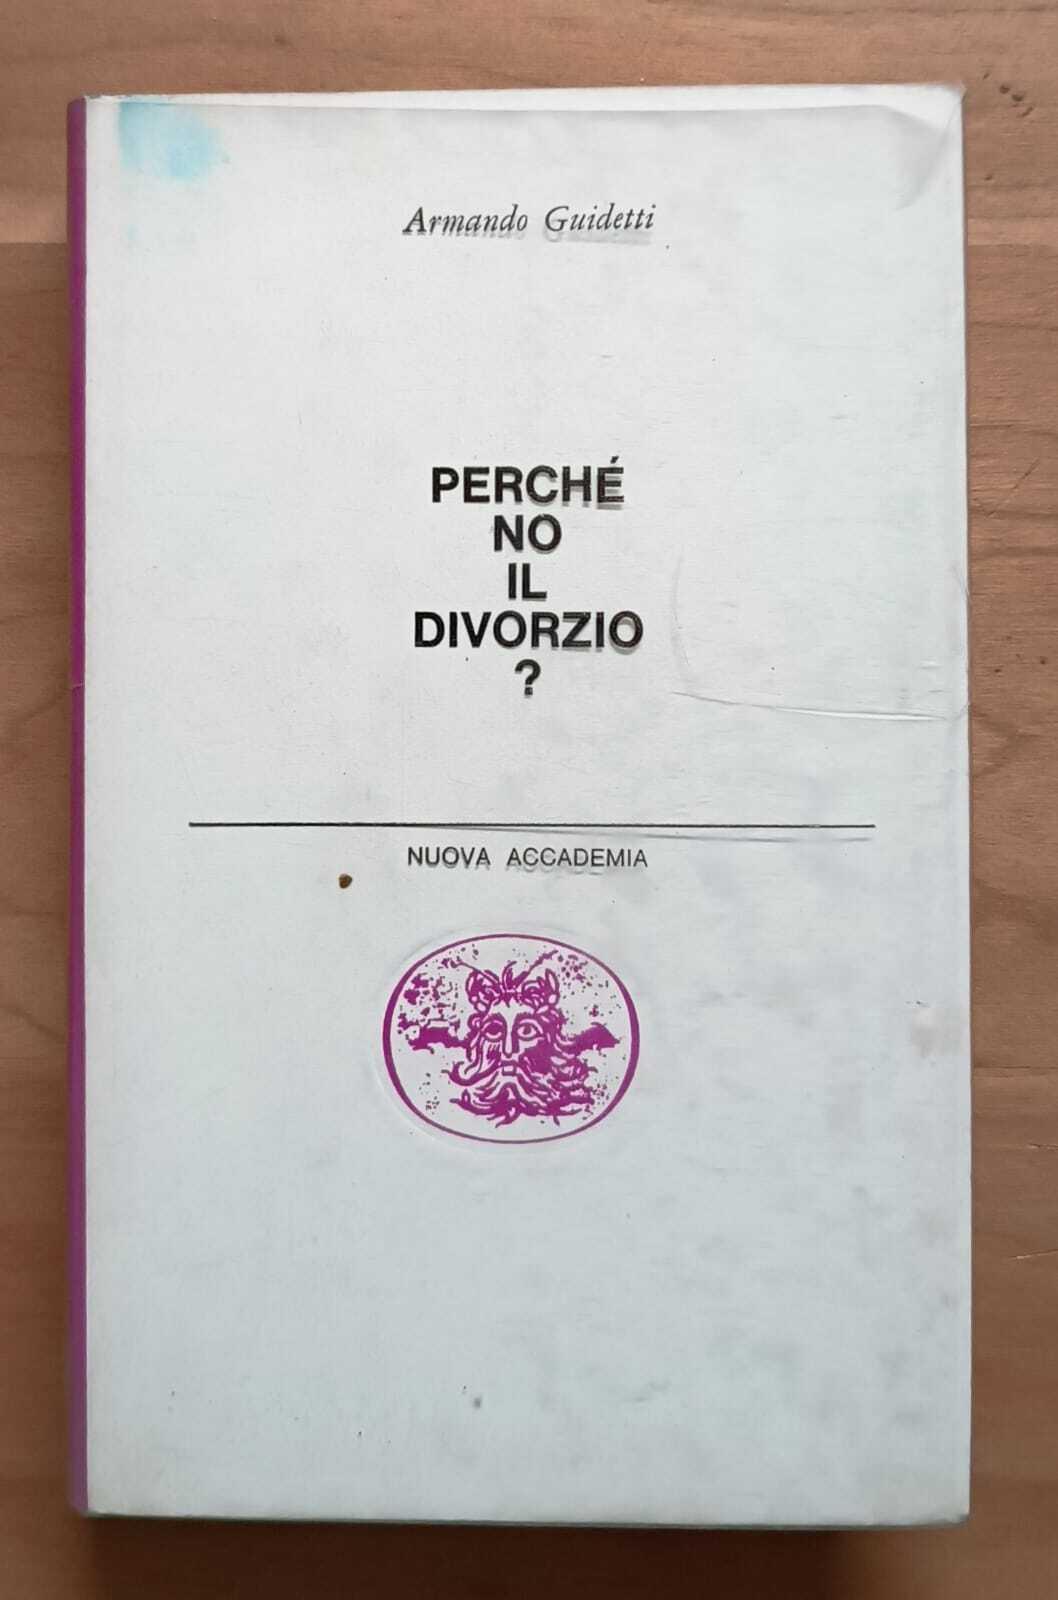 Armando Guidetti
PERCHÉ
NO
IL
DIVORZIO
?
NUOVA ACCADEMIA